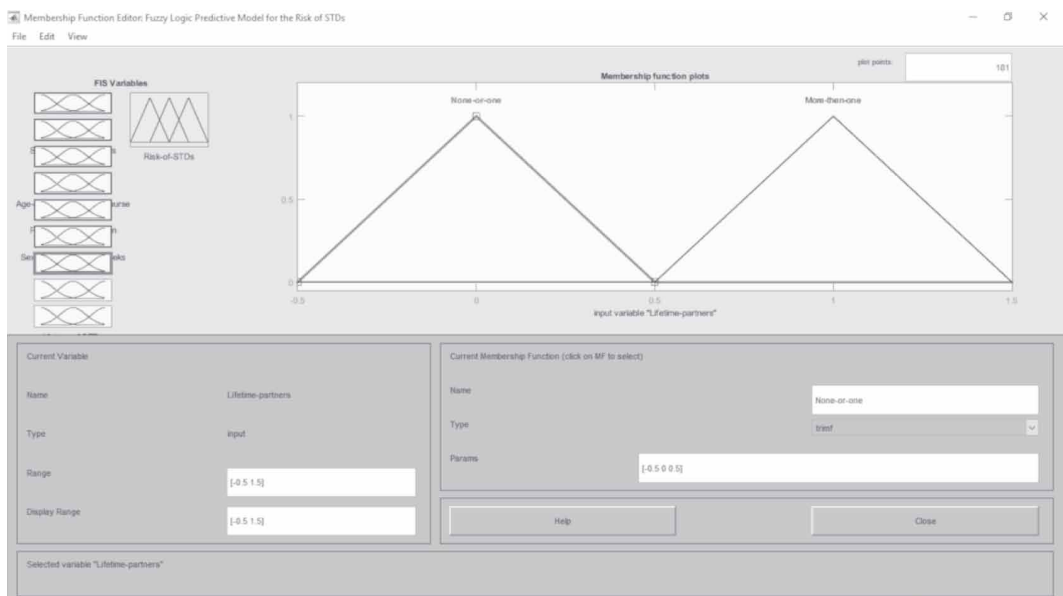 Membership Function Editor: Fuzzy Logic Predictive Model for the Risk of STDs
File Edit View
FIS Variables
Risk-of-STDs
plot points: 181
Membership function plots
None-or-one More-then-one
1
0.5
0
-0.5 0 0.5 1 1.5
input variable "Lifetime-partners"
Current Variable
Name Lifetime-partners
Type input
Range [-0.5 1.5]
Display Range [-0.5 1.5]
Current Membership Function (click on MF to select)
Name None-or-one
Type trimf
Params [-0.5 0 0.5]
Help Close
Selected variable "Lifetime-partners"